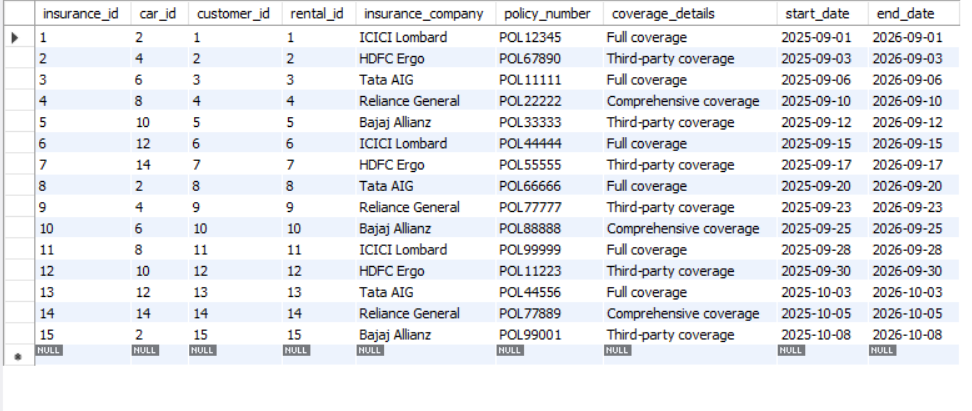 insurance_id car_id customer_id rental_id insurance_company policy_number coverage_details start_date end_date
1 2 1 1 ICICI Lombard POL12345 Full coverage 2025-09-01 2026-09-01
2 4 2 2 HDFC Ergo POL67890 Third-party coverage 2025-09-03 2026-09-03
3 6 3 3 Tata AIG POL11111 Full coverage 2025-09-06 2026-09-06
4 8 4 4 Reliance General POL22222 Comprehensive coverage 2025-09-10 2026-09-10
5 10 5 5 Bajaj Allianz POL33333 Third-party coverage 2025-09-12 2026-09-12
6 12 6 6 ICICI Lombard POL44444 Full coverage 2025-09-15 2026-09-15
7 14 7 7 HDFC Ergo POL55555 Third-party coverage 2025-09-17 2026-09-17
8 2 8 8 Tata AIG POL66666 Full coverage 2025-09-20 2026-09-20
9 4 9 9 Reliance General POL77777 Third-party coverage 2025-09-23 2026-09-23
10 6 10 10 Bajaj Allianz POL88888 Comprehensive coverage 2025-09-25 2026-09-25
11 8 11 11 ICICI Lombard POL99999 Full coverage 2025-09-28 2026-09-28
12 10 12 12 HDFC Ergo POL11223 Third-party coverage 2025-09-30 2026-09-30
13 12 13 13 Tata AIG POL44556 Full coverage 2025-10-03 2026-10-03
14 14 14 14 Reliance General POL77889 Comprehensive coverage 2025-10-05 2026-10-05
15 2 15 15 Bajaj Allianz POL99001 Third-party coverage 2025-10-08 2026-10-08
NULL NULL NULL NULL NULL NULL NULL NULL NULL